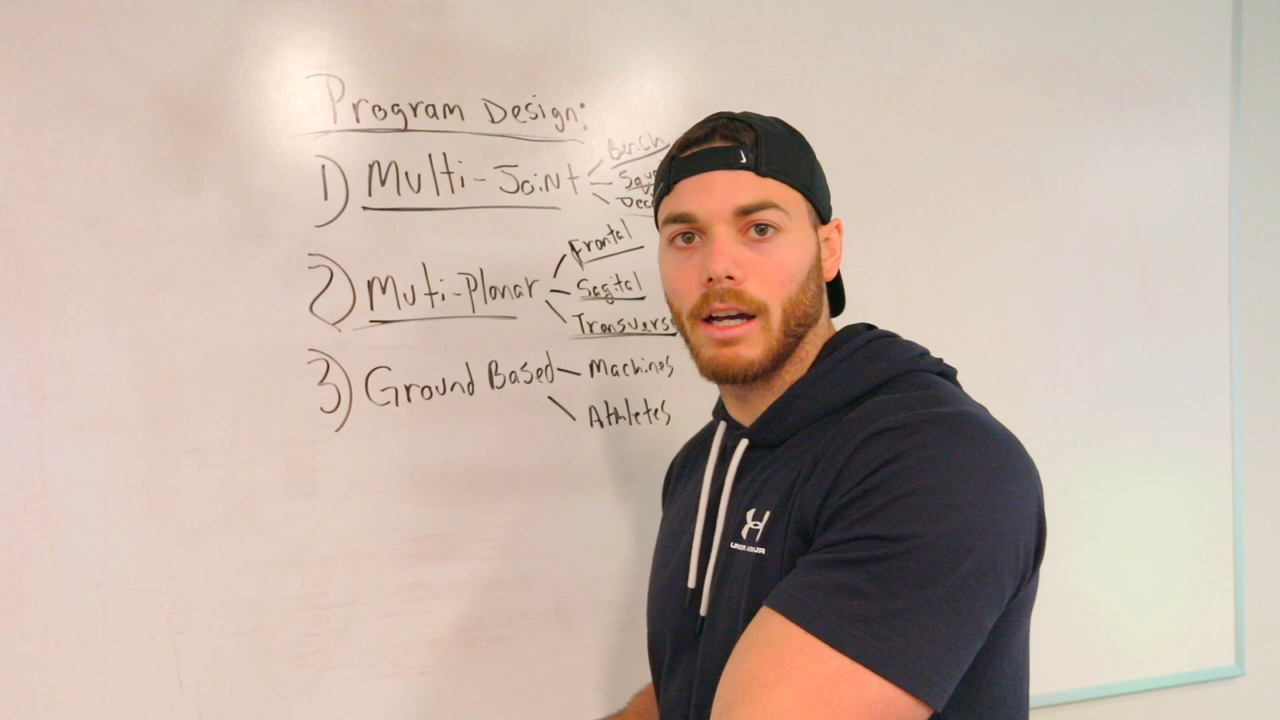 Program Design:
1) Multi-Joint
Bench
2) Muti-Planar
Frontal
Sagital
Transvers
3) Ground Based
Machines
Athletes
UNDER ARMOUR